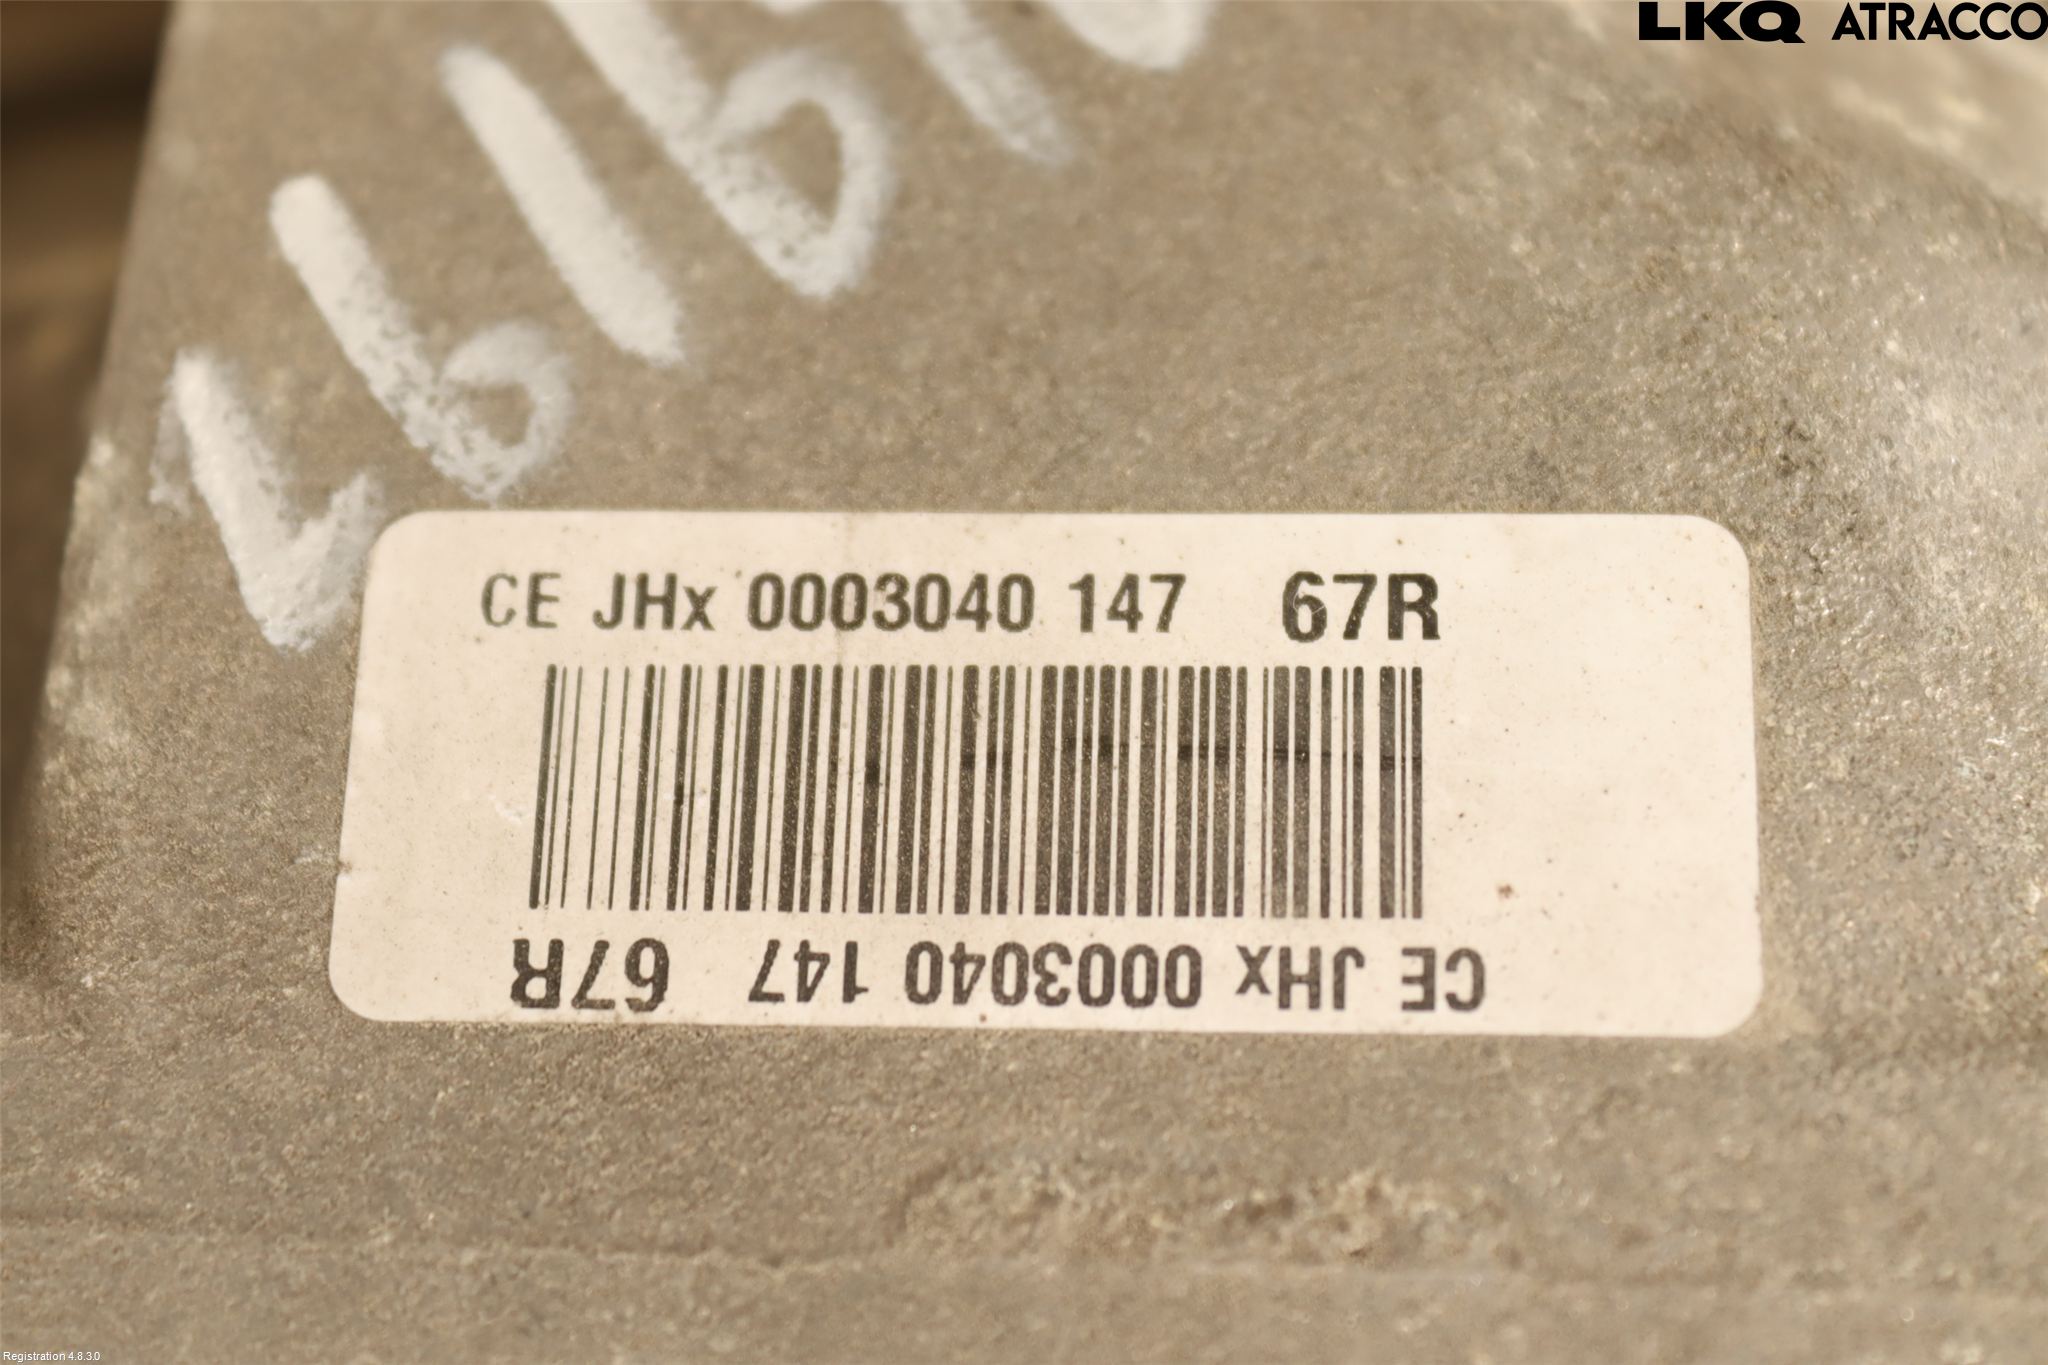 LKQ ATRACCO
CE JHx 0003040 147 67R
CE JHx 0003040 147 67R
Registration 4.8.3.0